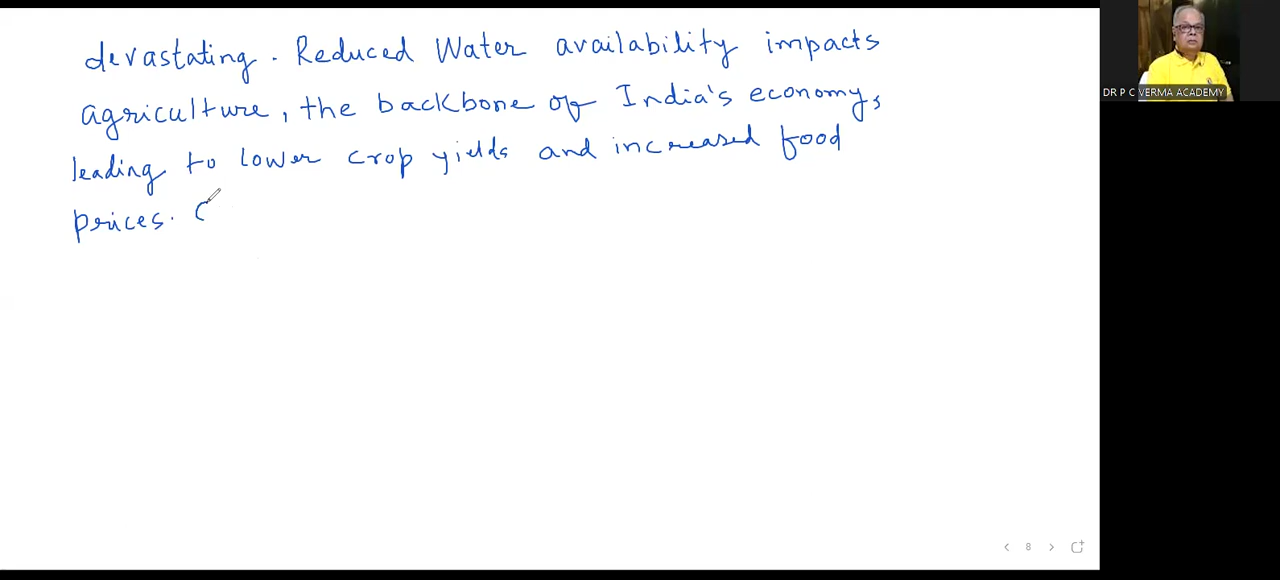 devastating. Reduced Water availability impacts
agriculture, the backbone of India's economy,
leading to lower crop yields and increased food
prices. C
DR P C VERMA ACADEMY
8